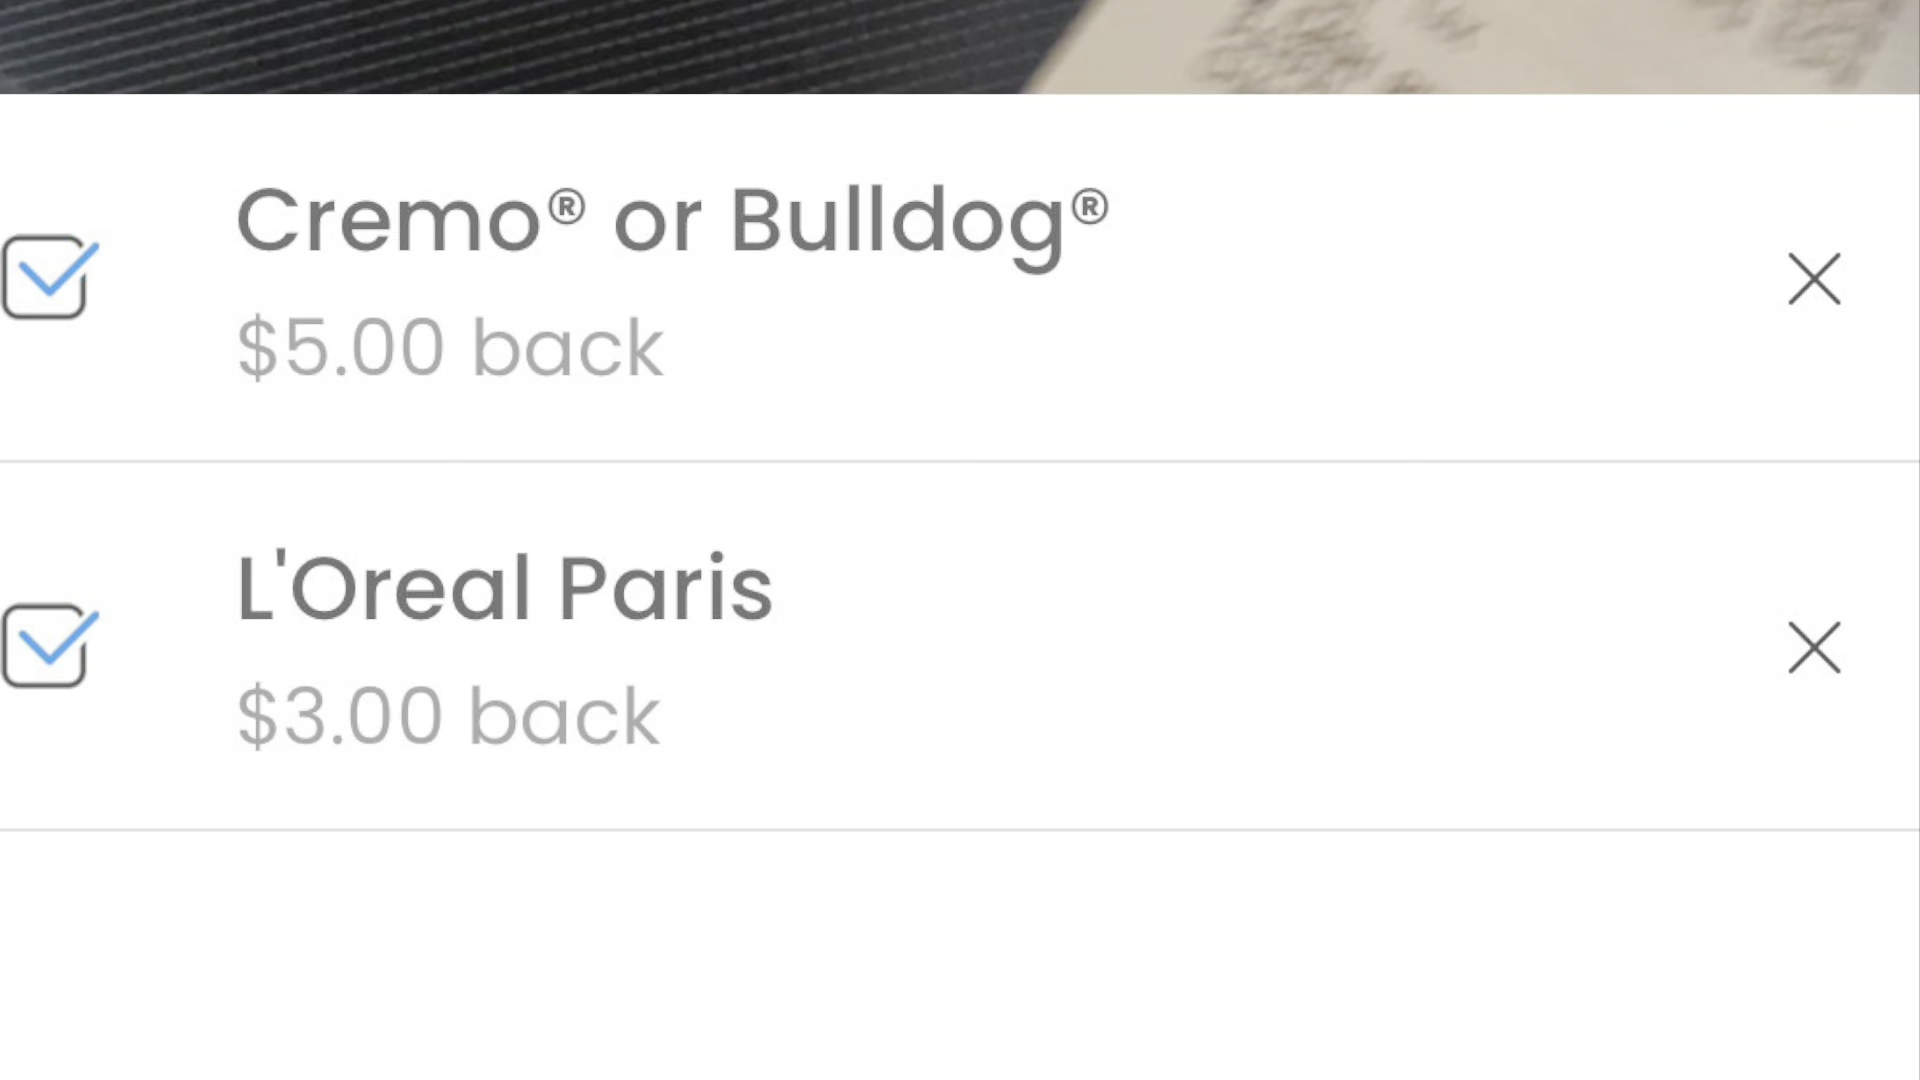 Cremo® or Bulldog®
$5.00 back
L'Oreal Paris
$3.00 back